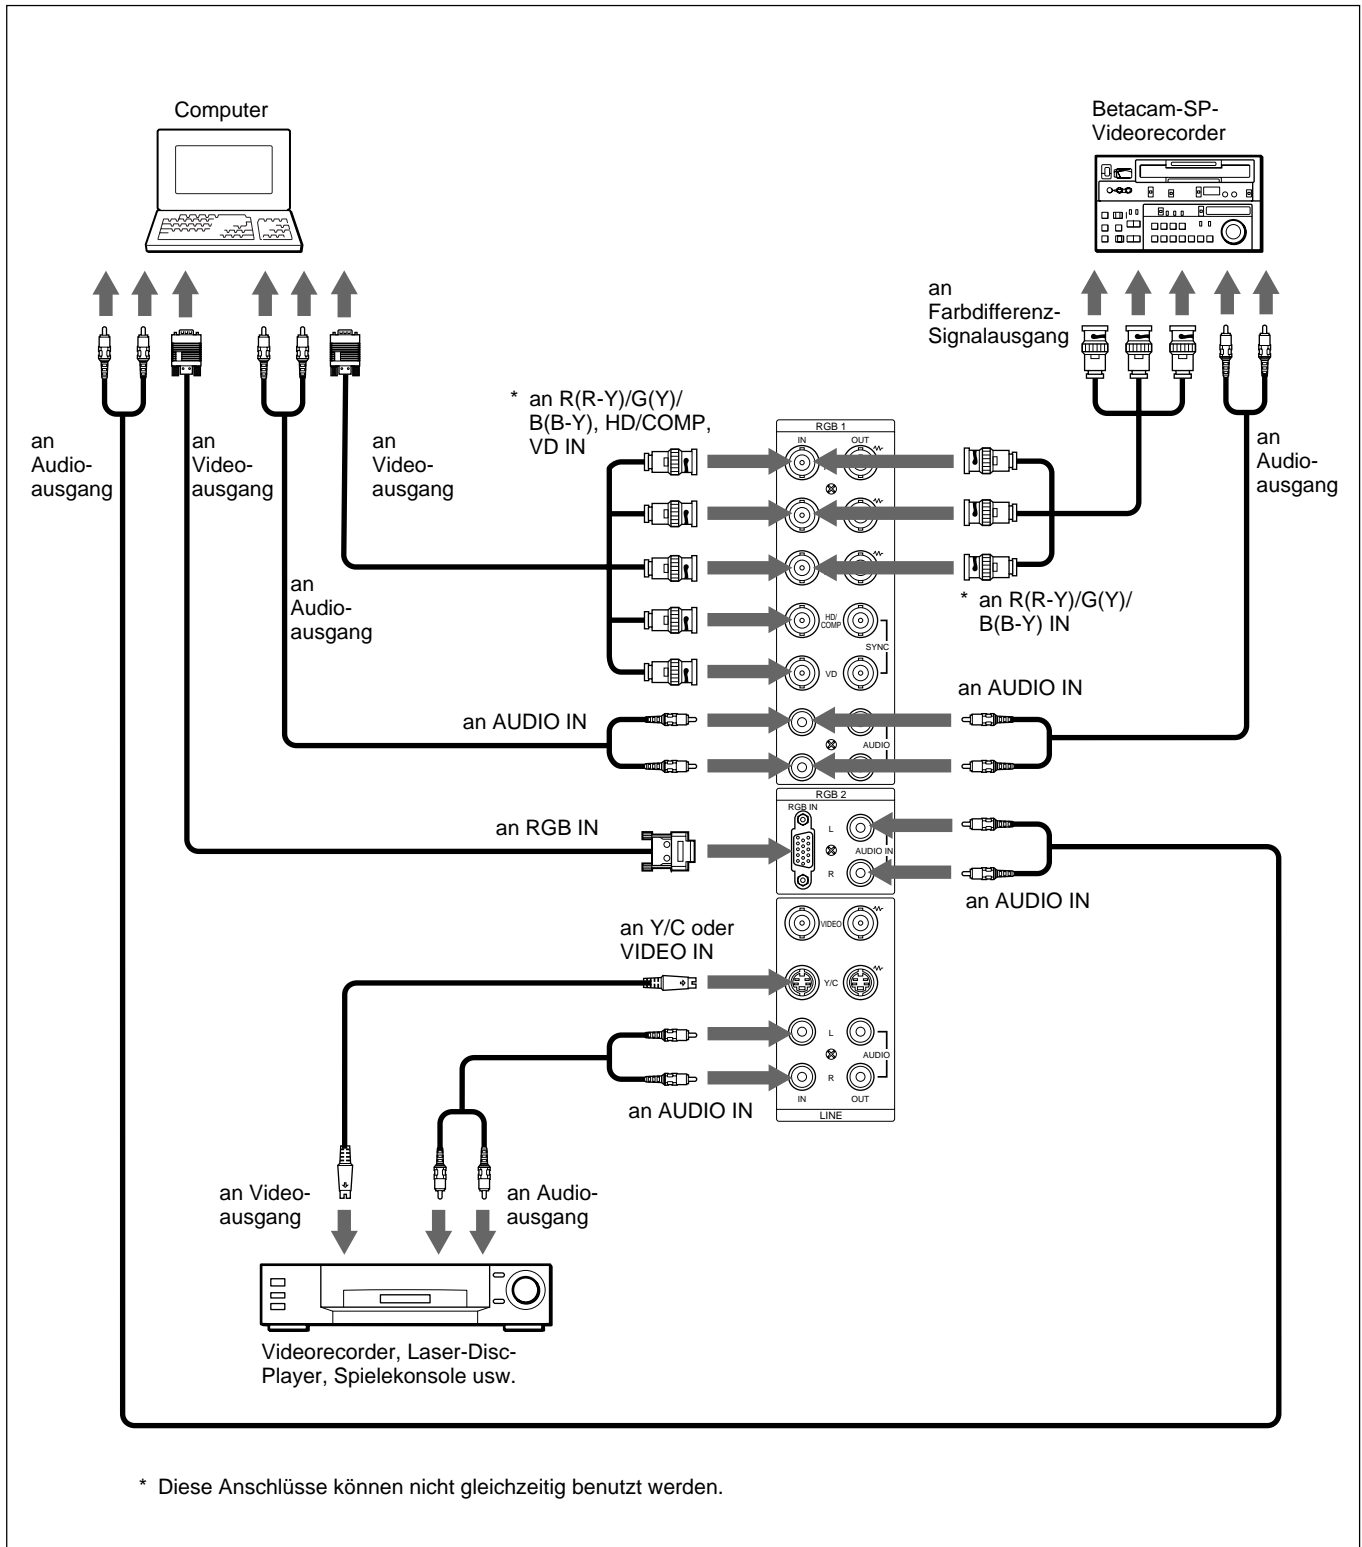 Computer
Betacam-SP-
Videorecorder
an
Farbdifferenz-
Signalausgang
* an R(R-Y)/G(Y)/
B(B-Y), HD/COMP,
VD IN
an
Audio-
ausgang
an
Video-
ausgang
an
Video-
ausgang
an
Audio-
ausgang
an
Audio-
ausgang
RGB 1
IN
OUT
HD/
COMP
SYNC
VD
AUDIO
* an R(R-Y)/G(Y)/
B(B-Y) IN
an AUDIO IN
an AUDIO IN
RGB 2
RGB IN
L
AUDIO IN
R
an RGB IN
an AUDIO IN
an Y/C oder
VIDEO IN
VIDEO
Y/C
L
AUDIO
R
IN
OUT
LINE
an AUDIO IN
an Video-
ausgang
an Audio-
ausgang
Videorecorder, Laser-Disc-
Player, Spielekonsole usw.
* Diese Anschlüsse können nicht gleichzeitig benutzt werden.